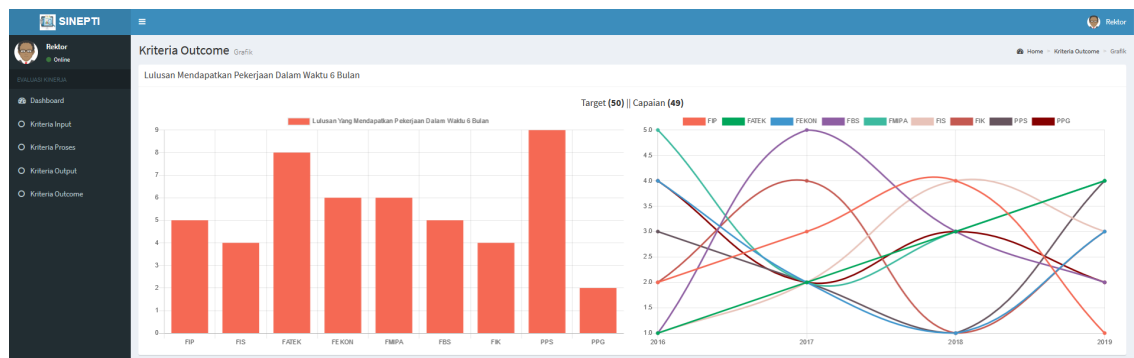 SINEPTI
Rektor
Rektor
Online
EVALUASI KINERJA
Dashboard
Kriteria Input
Kriteria Proses
Kriteria Output
Kriteria Outcome
Kriteria Outcome Grafik
Home > Kriteria Outcome > Grafik
Lulusan Mendapatkan Pekerjaan Dalam Waktu 6 Bulan
Target (50) || Capaian (49)
Lulusan Yang Mendapatkan Pekerjaan Dalam Waktu 6 Bulan
9
8
7
6
5
4
3
2
1
0
FIP FIS FATEK FEKON FMIPA FBS FIK PPS PPG
FIP FATEK FEKON FBS FMIPA FIS FIK PPS PPG
5.0
4.5
4.0
3.5
3.0
2.5
2.0
1.5
1.0
2016 2017 2018 2019